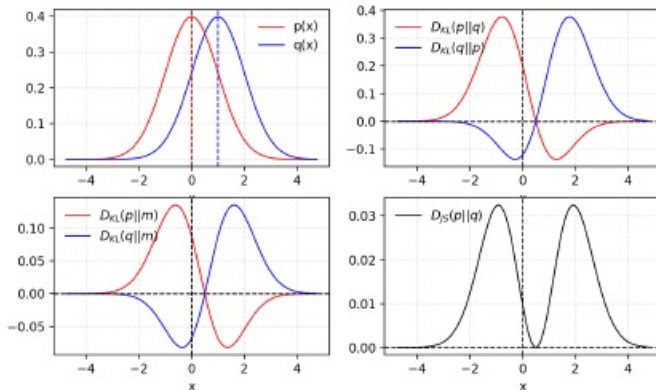 0.4
0.3
0.2
0.1
0.0
p(x)
q(x)
−4 −2 0 2 4
0.4
0.3
0.2
0.1
0.0
−0.1
D_KL(p||q)
D_KL(q||p)
−4 −2 0 2 4
0.10
0.05
0.00
−0.05
D_KL(p||m)
D_KL(q||m)
−4 −2 0 2 4
x
0.03
0.02
0.01
0.00
D_JS(p||q)
−4 −2 0 2 4
x